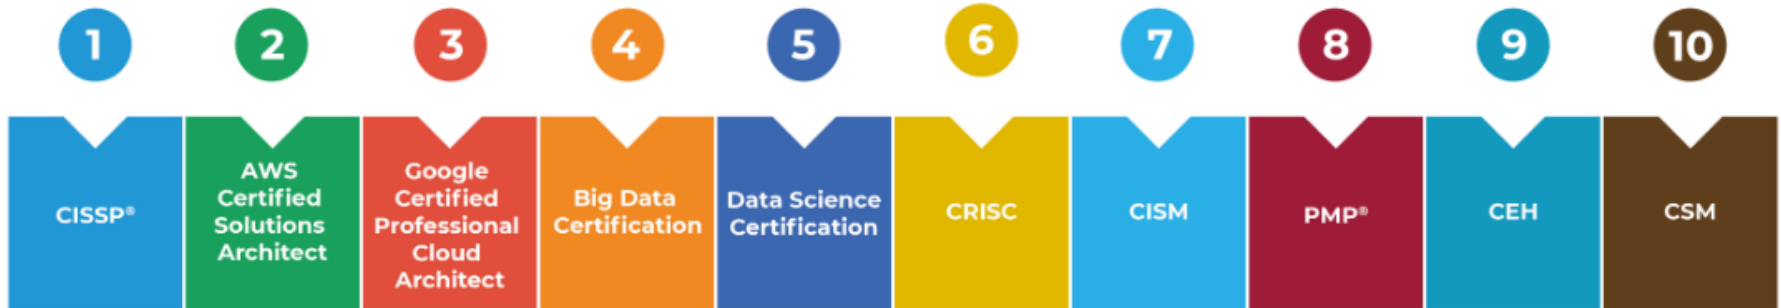 1
2
3
4
5
6
7
8
9
10
CISSP®
AWS
Certified
Solutions
Architect
Google
Certified
Professional
Cloud
Architect
Big Data
Certification
Data Science
Certification
CRISC
CISM
PMP®
CEH
CSM